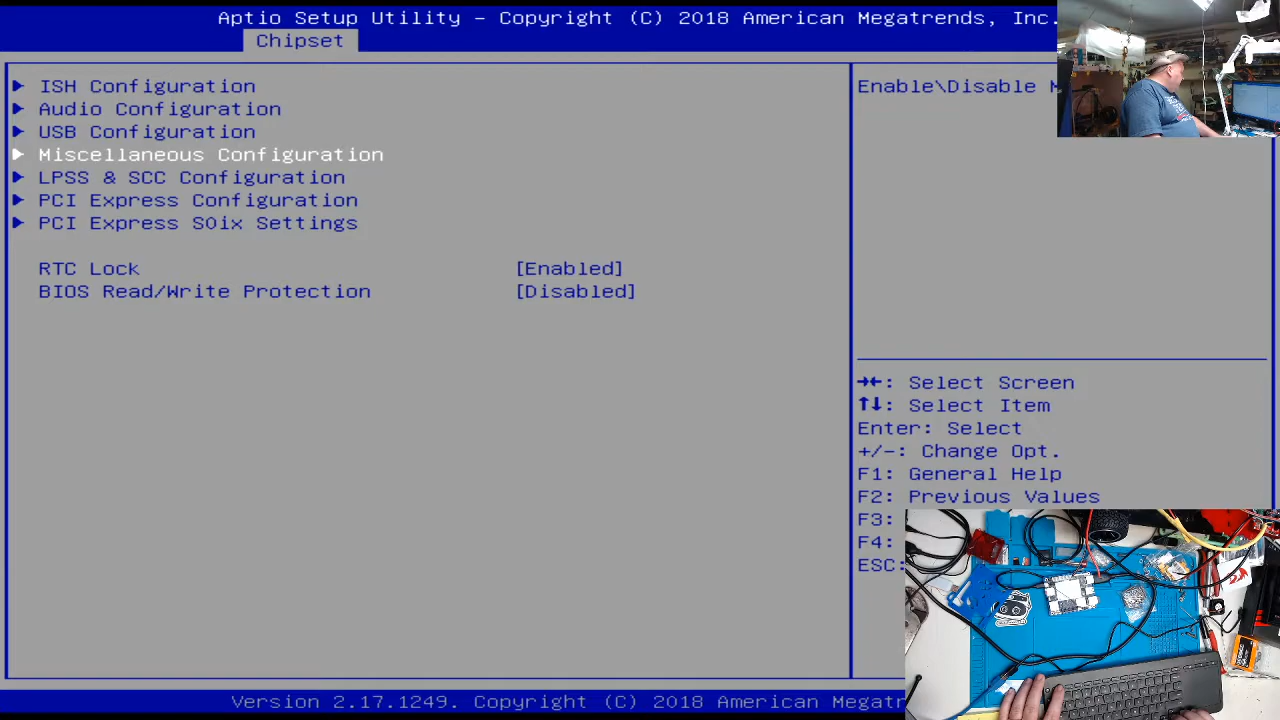 Aptio Setup Utility – Copyright (C) 2018 American Megatrends, Inc.
Chipset
ISH Configuration
Audio Configuration
USB Configuration
Miscellaneous Configuration
LPSS & SCC Configuration
PCI Express Configuration
PCI Express S0ix Settings
RTC Lock [Enabled]
BIOS Read/Write Protection [Disabled]
Enable\Disable
→←: Select Screen
↑↓: Select Item
Enter: Select
+/-: Change Opt.
F1: General Help
F2: Previous Values
F3:
F4:
ESC:
Version 2.17.1249. Copyright (C) 2018 American